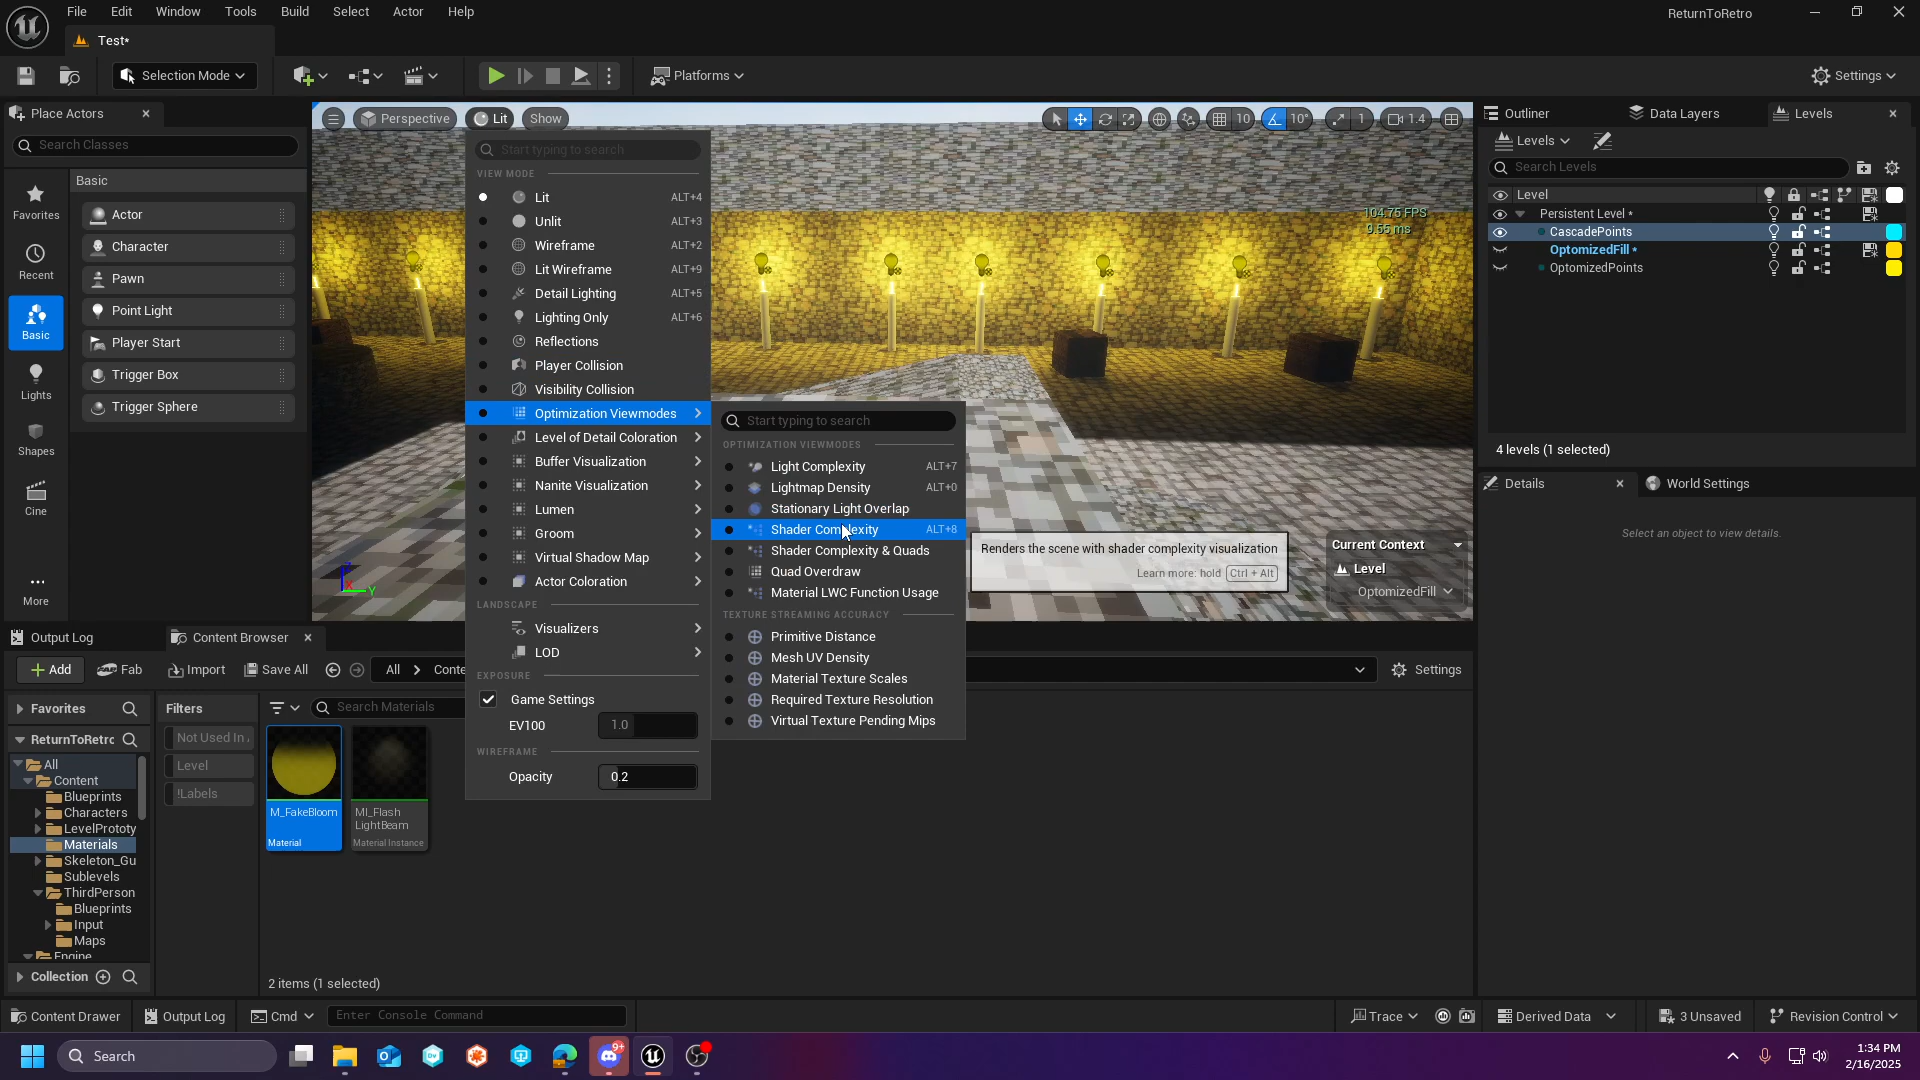 File Edit Window Tools Build Select Actor Help
ReturnToRetro
Test*
Selection Mode
Platforms
Settings
Place Actors
Search Classes
Favorites
Recent
Basic
Lights
Shapes
Cine
More
Basic
Actor
Character
Pawn
Point Light
Player Start
Trigger Box
Trigger Sphere
Perspective
Lit
Show
10
10°
1
1.4
104.75 FPS
9.55 ms
Start typing to search
VIEW MODE
Lit ALT+4
Unlit ALT+3
Wireframe ALT+2
Lit Wireframe ALT+9
Detail Lighting ALT+5
Lighting Only ALT+6
Reflections
Player Collision
Visibility Collision
Optimization Viewmodes
Level of Detail Coloration
Buffer Visualization
Nanite Visualization
Lumen
Groom
Virtual Shadow Map
Actor Coloration
LANDSCAPE
Visualizers
LOD
EXPOSURE
Game Settings
EV100 1.0
WIREFRAME
Opacity 0.2
Start typing to search
OPTIMIZATION VIEWMODES
Light Complexity ALT+7
Lightmap Density ALT+0
Stationary Light Overlap
Shader Complexity ALT+8
Shader Complexity & Quads
Quad Overdraw
Material LWC Function Usage
TEXTURE STREAMING ACCURACY
Primitive Distance
Mesh UV Density
Material Texture Scales
Required Texture Resolution
Virtual Texture Pending Mips
Renders the scene with shader complexity visualization
Learn more: hold Ctrl + Alt
Current Context
Level
OptomizedFill
Outliner
Data Layers
Levels
Levels
Search Levels
Level
Persistent Level *
CascadePoints
OptomizedFill *
OptomizedPoints
4 levels (1 selected)
Details
World Settings
Select an object to view details.
Output Log
Content Browser
Add
Fab
Import
Save All
All
Conte
Settings
Favorites
ReturnToRetro
All
Content
Blueprints
Characters
LevelPrototy
Materials
Skeleton_Gu
Sublevels
ThirdPerson
Blueprints
Input
Maps
Engine
Collection
Filters
Not Used In
Level
!Labels
Search Materials
M_FakeBloom
Material
MI_Flash
LightBeam
Material Instance
2 items (1 selected)
Content Drawer
Output Log
Cmd
Enter Console Command
Trace
Derived Data
3 Unsaved
Revision Control
Search
9+
1:34 PM
2/16/2025